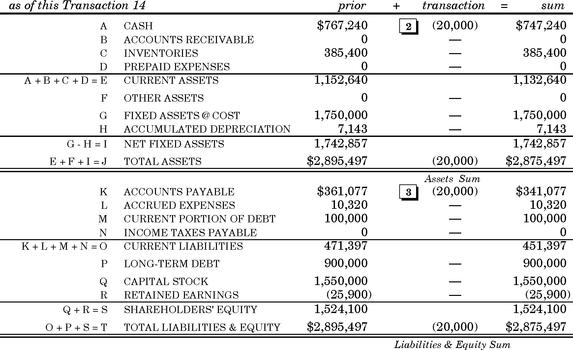 as of this Transaction 14 prior + transaction = sum
A CASH $767,240 2 (20,000) $747,240
B ACCOUNTS RECEIVABLE 0 — 0
C INVENTORIES 385,400 — 385,400
D PREPAID EXPENSES 0 — 0
A + B + C + D = E CURRENT ASSETS 1,152,640 1,132,640
F OTHER ASSETS 0 — 0
G FIXED ASSETS @ COST 1,750,000 — 1,750,000
H ACCUMULATED DEPRECIATION 7,143 — 7,143
G - H = I NET FIXED ASSETS 1,742,857 1,742,857
E + F + I = J TOTAL ASSETS $2,895,497 (20,000) $2,875,497
Assets Sum
K ACCOUNTS PAYABLE $361,077 3 (20,000) $341,077
L ACCRUED EXPENSES 10,320 — 10,320
M CURRENT PORTION OF DEBT 100,000 — 100,000
N INCOME TAXES PAYABLE 0 — 0
K + L + M + N = O CURRENT LIABILITIES 471,397 451,397
P LONG-TERM DEBT 900,000 — 900,000
Q CAPITAL STOCK 1,550,000 — 1,550,000
R RETAINED EARNINGS (25,900) — (25,900)
Q + R = S SHAREHOLDERS' EQUITY 1,524,100 1,524,100
O + P + S = T TOTAL LIABILITIES & EQUITY $2,895,497 (20,000) $2,875,497
Liabilities & Equity Sum